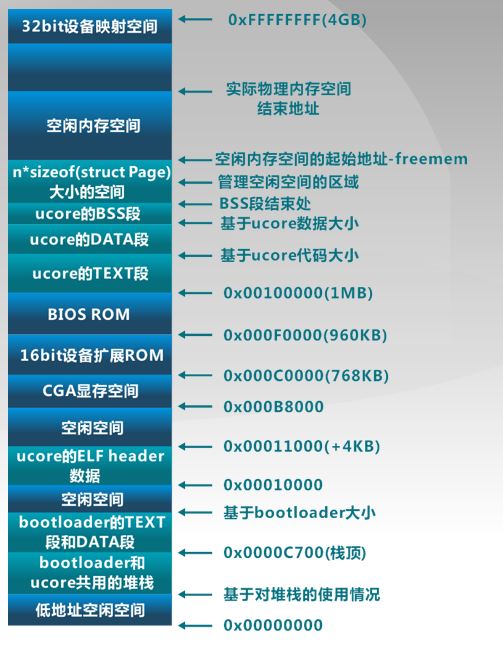 32bit设备映射空间
0xFFFFFFFF(4GB)
实际物理内存空间
结束地址
空闲内存空间
空闲内存空间的起始地址-freemem
n*sizeof(struct Page)
大小的空间
管理空闲空间的区域
BSS段结束处
ucore的BSS段
基于ucore数据大小
ucore的DATA段
基于ucore代码大小
ucore的TEXT段
0x00100000(1MB)
BIOS ROM
0x000F0000(960KB)
16bit设备扩展ROM
0x000C0000(768KB)
CGA显存空间
0x000B8000
空闲空间
0x00011000(+4KB)
ucore的ELF header
数据
0x00010000
空闲空间
基于bootloader大小
bootloader的TEXT
段和DATA段
0x0000C700(栈顶)
bootloader和
ucore共用的堆栈
基于对堆栈的使用情况
低地址空闲空间
0x00000000